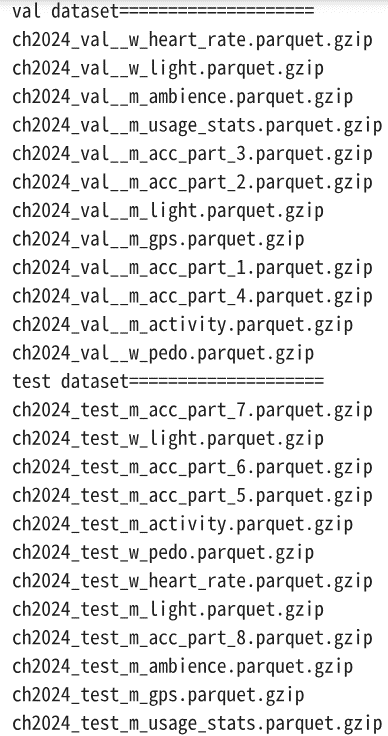 val dataset====================
ch2024_val__w_heart_rate.parquet.gzip
ch2024_val__w_light.parquet.gzip
ch2024_val__m_ambience.parquet.gzip
ch2024_val__m_usage_stats.parquet.gzip
ch2024_val__m_acc_part_3.parquet.gzip
ch2024_val__m_acc_part_2.parquet.gzip
ch2024_val__m_light.parquet.gzip
ch2024_val__m_gps.parquet.gzip
ch2024_val__m_acc_part_1.parquet.gzip
ch2024_val__m_acc_part_4.parquet.gzip
ch2024_val__m_activity.parquet.gzip
ch2024_val__w_pedo.parquet.gzip
test dataset====================
ch2024_test_m_acc_part_7.parquet.gzip
ch2024_test_w_light.parquet.gzip
ch2024_test_m_acc_part_6.parquet.gzip
ch2024_test_m_acc_part_5.parquet.gzip
ch2024_test_m_activity.parquet.gzip
ch2024_test_w_pedo.parquet.gzip
ch2024_test_w_heart_rate.parquet.gzip
ch2024_test_m_light.parquet.gzip
ch2024_test_m_acc_part_8.parquet.gzip
ch2024_test_m_ambience.parquet.gzip
ch2024_test_m_gps.parquet.gzip
ch2024_test_m_usage_stats.parquet.gzip